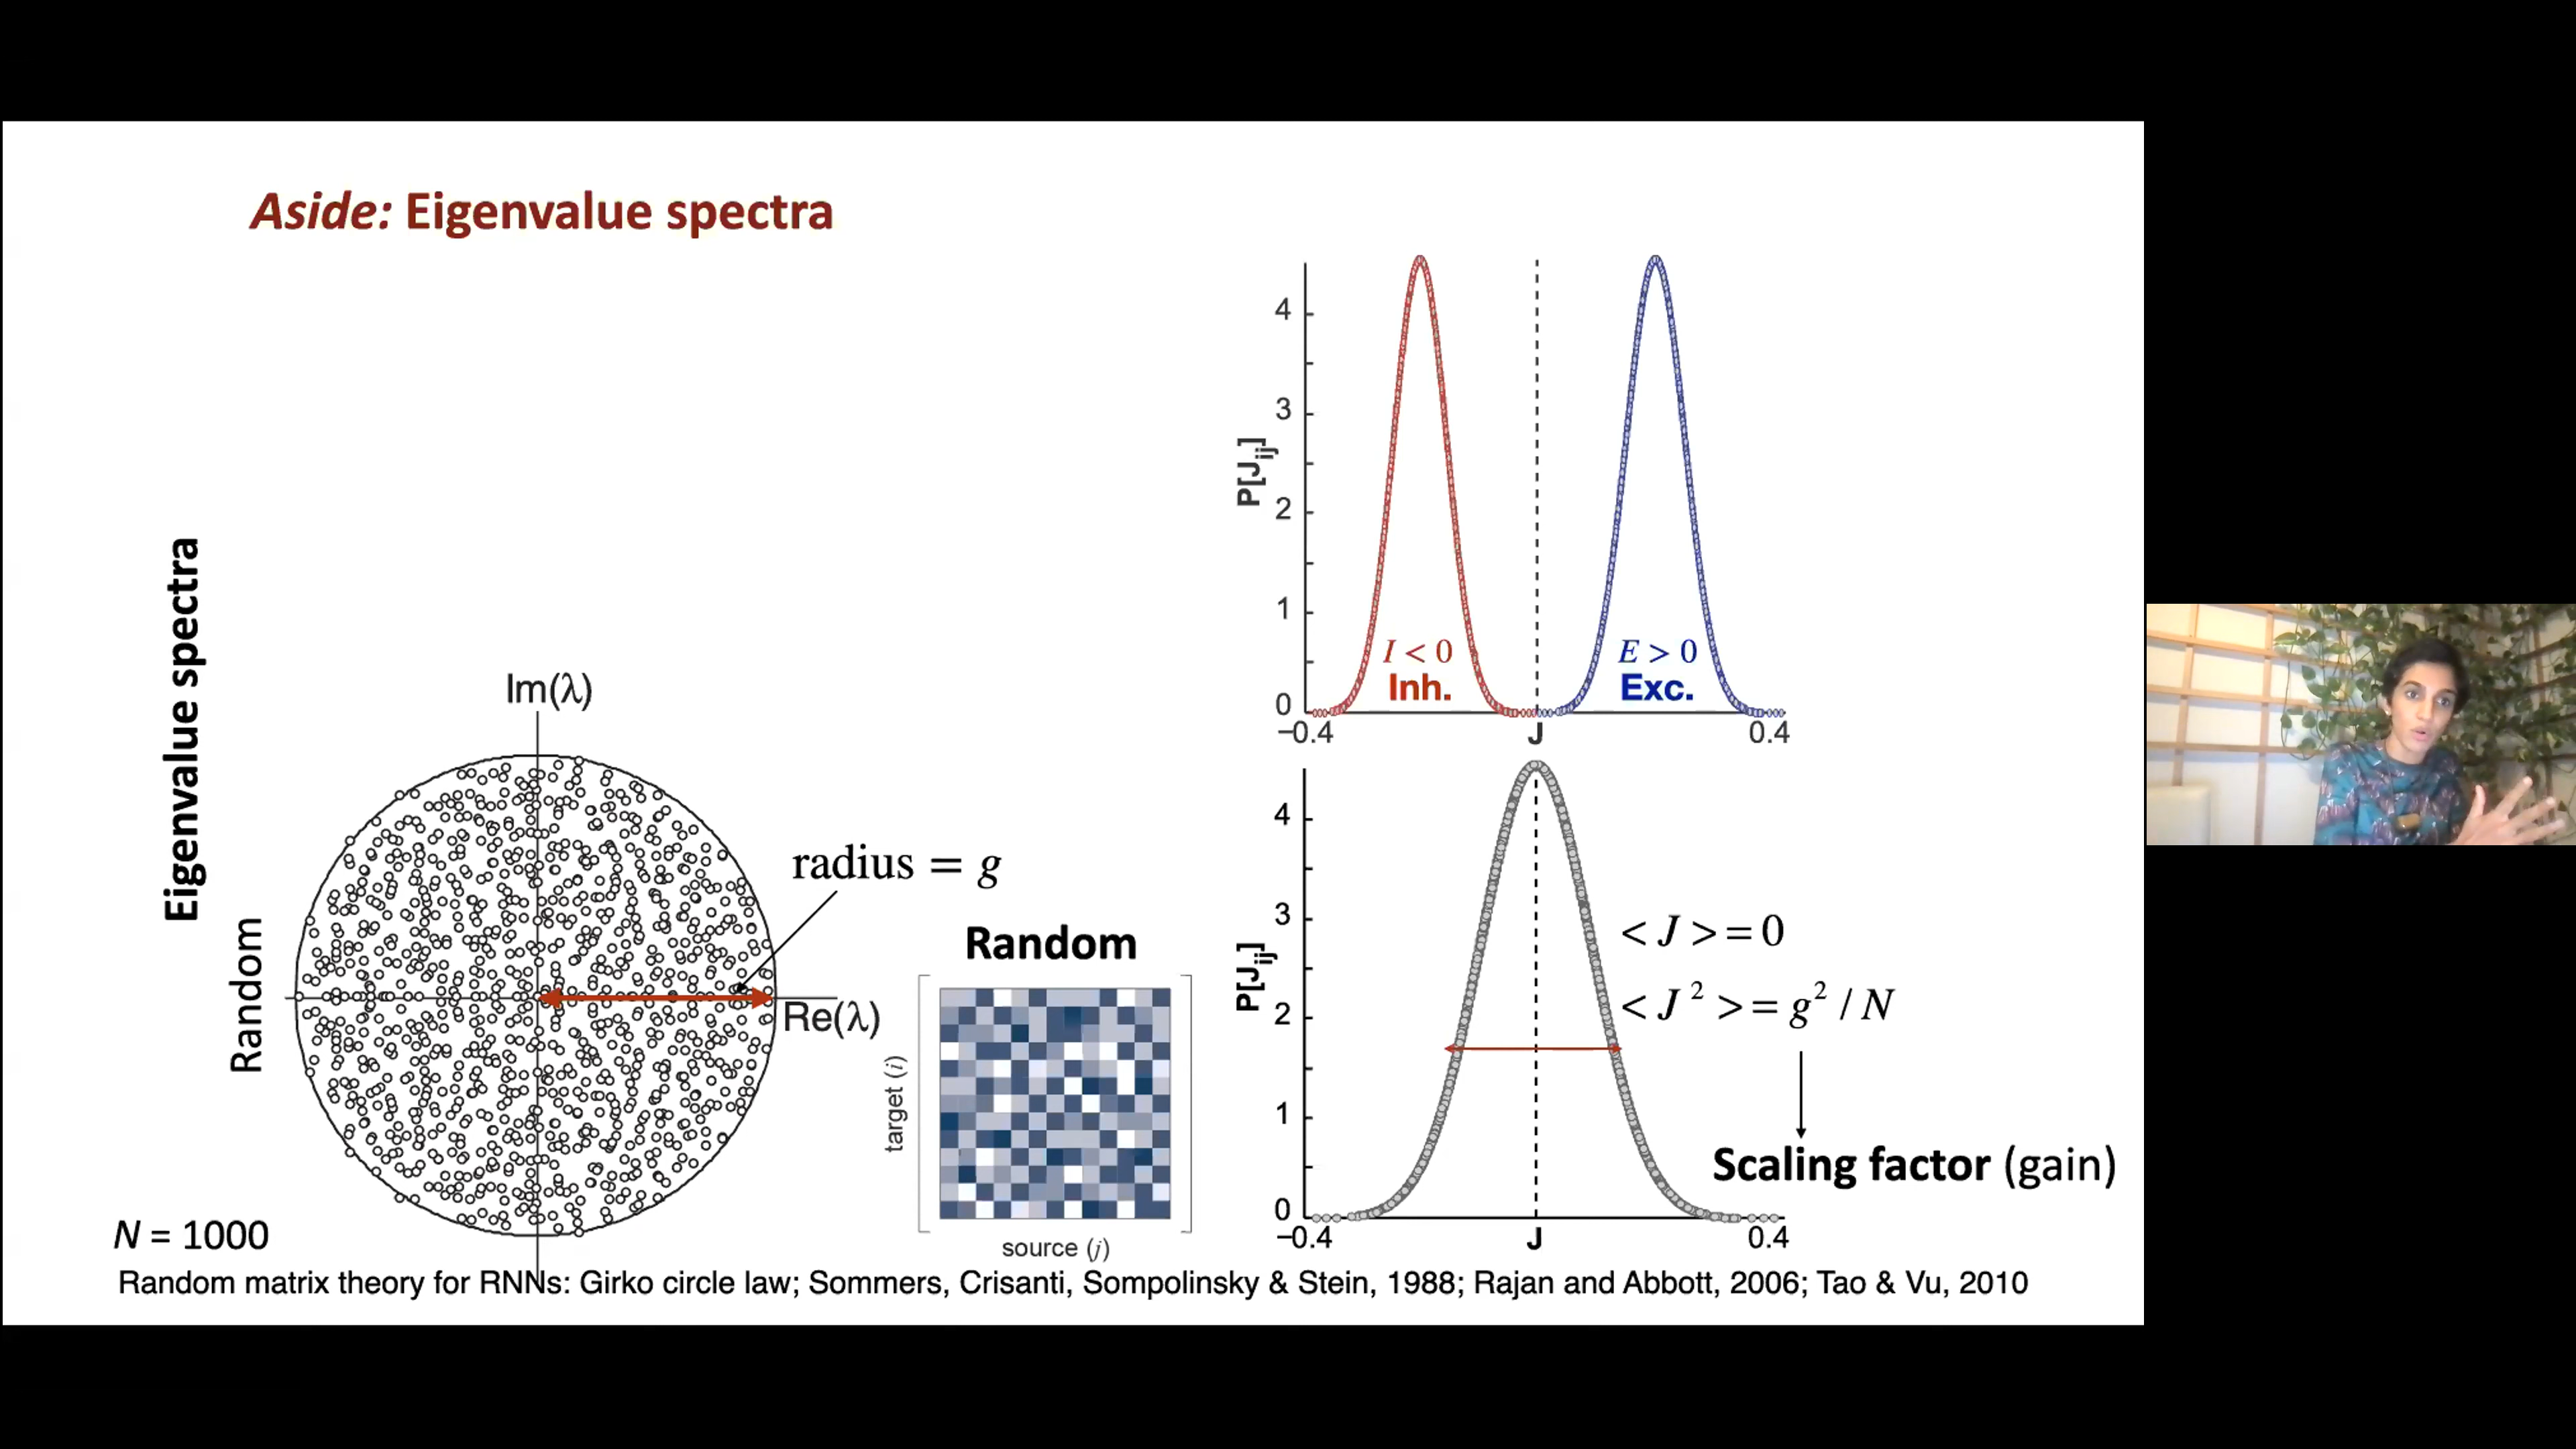 Aside: Eigenvalue spectra
Eigenvalue spectra
Random
Im(λ)
Re(λ)
radius = g
N = 1000
Random
target (i)
source (j)
P[Jij]
4
3
2
1
0
−0.4
J
0.4
I < 0
Inh.
E > 0
Exc.
P[Jij]
4
3
2
1
0
−0.4
J
0.4
< J > = 0
< J² > = g² / N
Scaling factor (gain)
Random matrix theory for RNNs: Girko circle law; Sommers, Crisanti, Sompolinsky & Stein, 1988; Rajan and Abbott, 2006; Tao & Vu, 2010